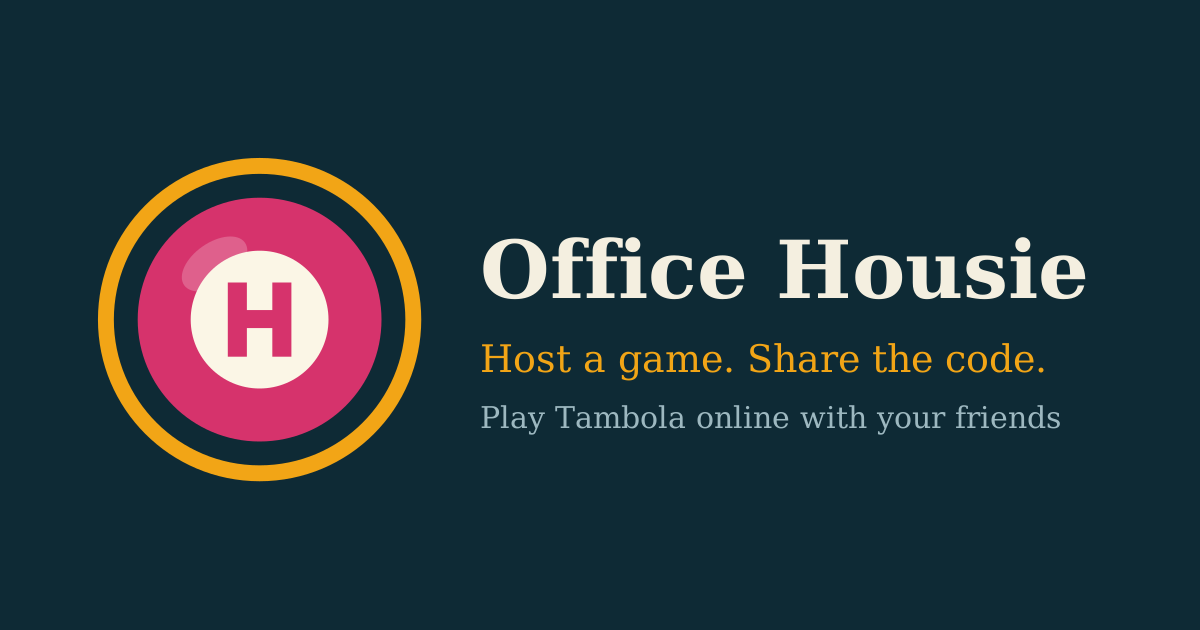 H
Office Housie
Host a game. Share the code.
Play Tambola online with your friends